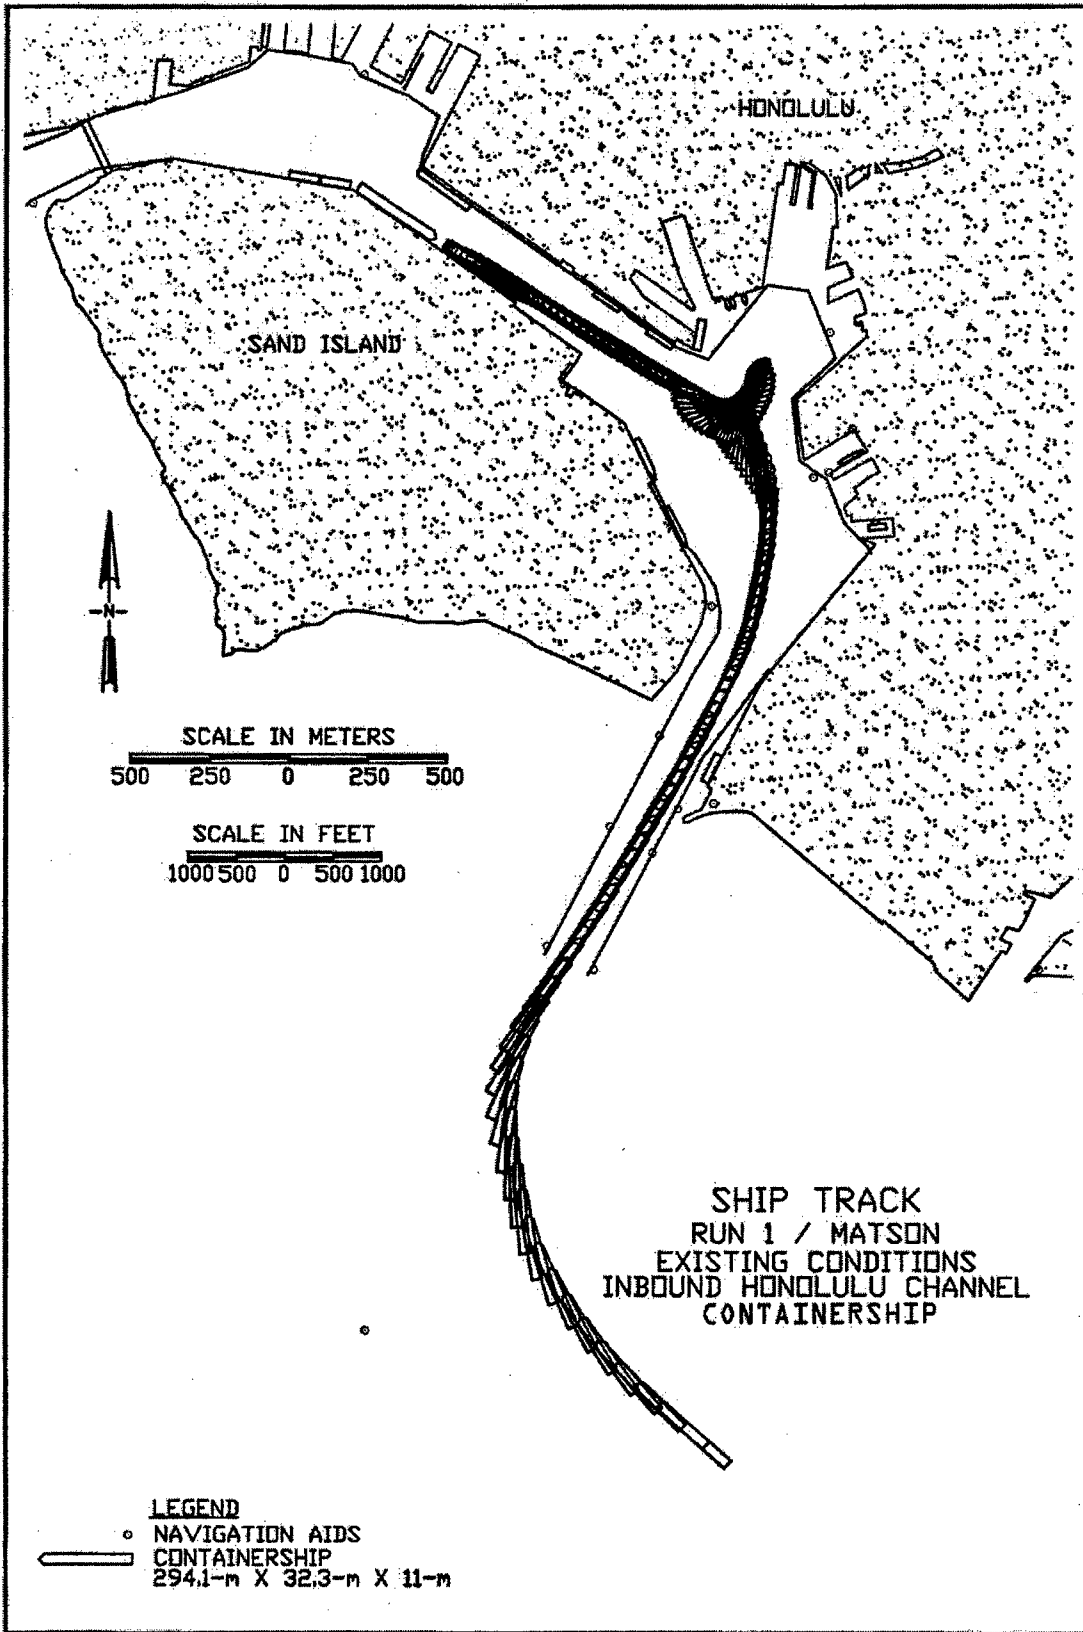 HONOLULU
SAND ISLAND
N
SCALE IN METERS
500 250 0 250 500
SCALE IN FEET
1000 500 0 500 1000
SHIP TRACK
RUN 1 / MATSON
EXISTING CONDITIONS
INBOUND HONOLULU CHANNEL
CONTAINERSHIP
LEGEND
NAVIGATION AIDS
CONTAINERSHIP
294.1-m X 32.3-m X 11-m